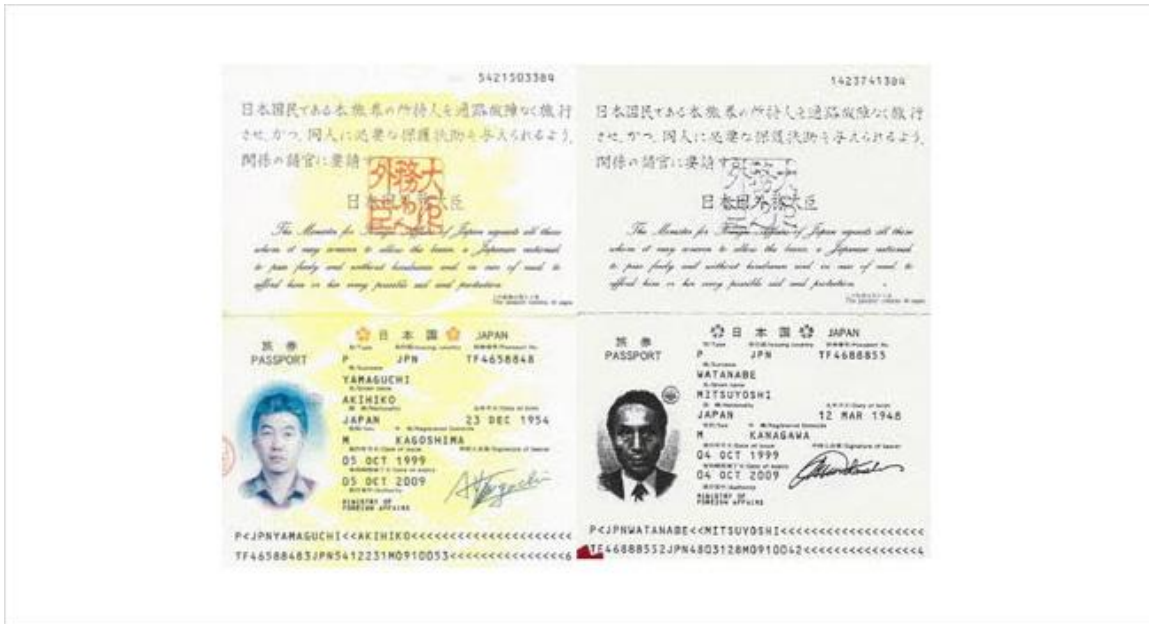 5421503384
日本国民である本旅券の所持人を通路故障なく旅行
させ、かつ、同人に必要な保護扶助を与えられるよう、
関係の諸官に要請する
日本国外務大臣
The Minister for Foreign Affairs of Japan requests all those
whom it may concern to allow the bearer, a Japanese national,
to pass freely and without hindrance and, in case of need, to
afford him or her every possible aid and protection.
旅券 日本国 JAPAN
PASSPORT
P JPN TF4658848
YAMAGUCHI
AKIHIKO
JAPAN 23 DEC 1954
M KAGOSHIMA
05 OCT 1999
05 OCT 2009
MINISTRY OF
FOREIGN AFFAIRS
P<JPNYAMAGUCHI<<AKIHIKO<<<<<<<<<<<<<<<<<<<<<
TF46588483JPN5412231M0910053<<<<<<<<<<<<<<<6
1423741384
日本国民である本旅券の所持人を通路故障なく旅行
させ、かつ、同人に必要な保護扶助を与えられるよう、
関係の諸官に要請する
日本国外務大臣
The Minister for Foreign Affairs of Japan requests all those
whom it may concern to allow the bearer, a Japanese national,
to pass freely and without hindrance and, in case of need, to
afford him or her every possible aid and protection.
旅券 日本国 JAPAN
PASSPORT
P JPN TF4688855
WATANABE
MITSUYOSHI
JAPAN 12 MAR 1948
M KANAGAWA
04 OCT 1999
04 OCT 2009
MINISTRY OF
FOREIGN AFFAIRS
P<JPNWATANABE<<MITSUYOSHI<<<<<<<<<<<<<<<<<<<
TF46888552JPN4803128M0910042<<<<<<<<<<<<<<<4